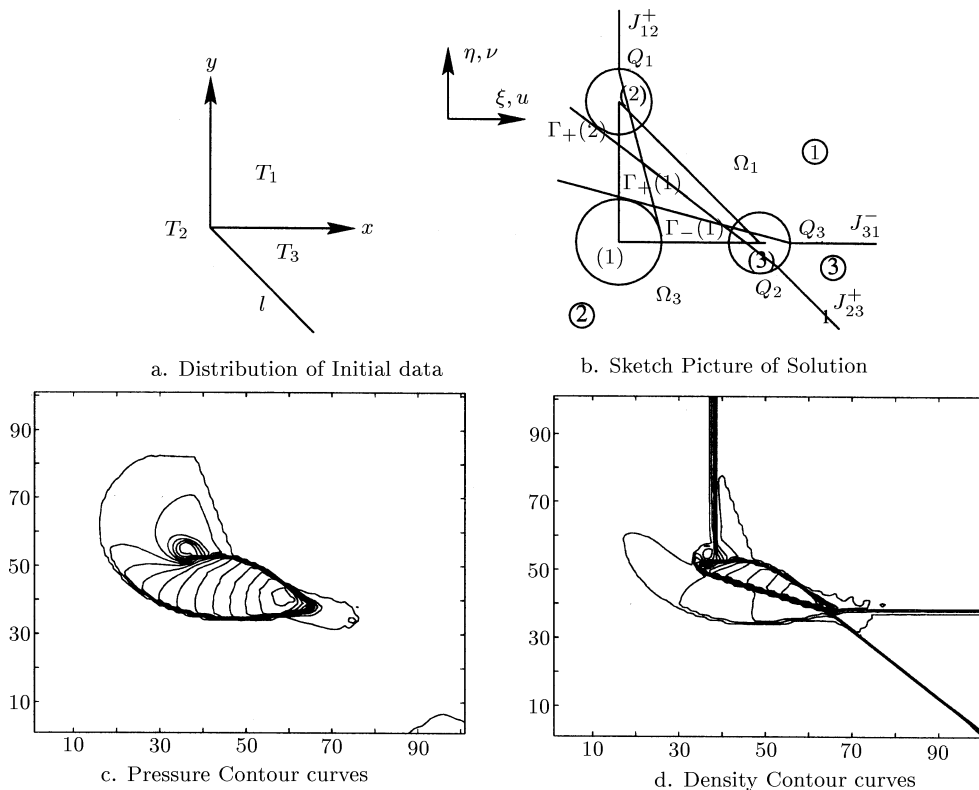 y
x
T₁
T₂
T₃
l
a. Distribution of Initial data
η, ν
ξ, u
J₁₂⁺
Q₁
(2)
Γ₊(2)
Ω₁
①
Γ₊(1)
Γ₋(1)
Q₃
J₃₁⁻
(1)
(3)
③
Q₂
Ω₃
J₂₃⁺
②
1
b. Sketch Picture of Solution
90
70
50
30
10
10 30 50 70 90
c. Pressure Contour curves
90
70
50
30
10
10 30 50 70 90
d. Density Contour curves